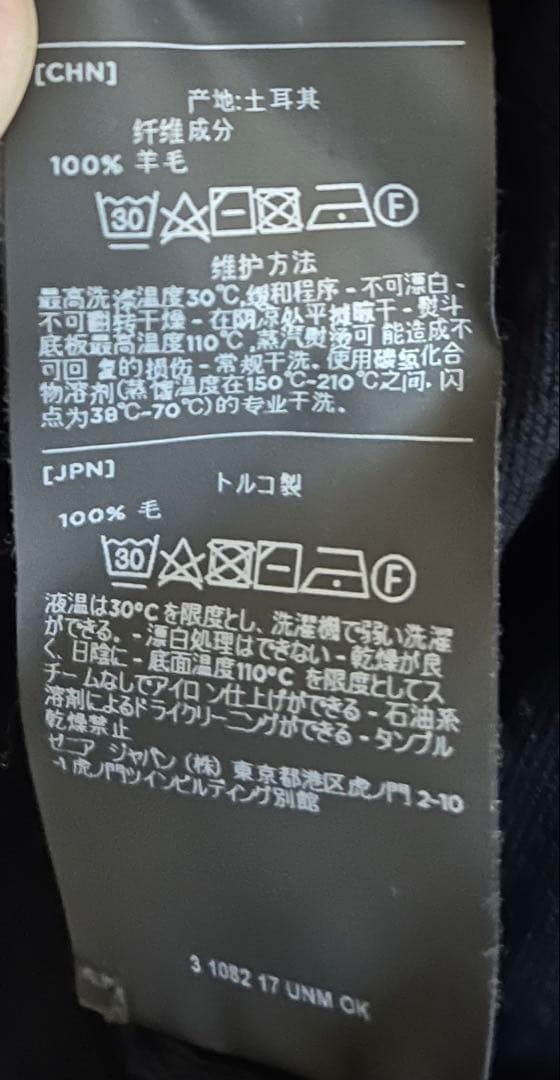 [CHN]
产地:土耳其
纤维成分
100% 羊毛
30 F
维护方法
最高洗涤温度30℃,缓和程序 - 不可漂白 -
不可翻转干燥 - 在阴凉处平摊晾干 - 熨斗
底板最高温度110℃,蒸汽熨烫可 能造成不
可回 复的损伤 - 常规干洗. 使用碳氢化合
物溶剂(蒸馏温度在150℃-210℃之间, 闪
点为38℃-70℃)的专业干洗.
[JPN]
トルコ製
100% 毛
30 F
液温は30°Cを限度とし、洗濯機で弱い洗濯
ができる. - 漂白処理はできない - 乾燥が良
く、日陰に - 底面温度110°C を限度としてス
チームなしでアイロン仕上げができる - 石油系
溶剤によるドライクリーニングができる - タンブル
乾燥禁止
ゼニア ジャパン (株) 東京都港区虎ノ門 2-10
-1 虎ノ門ツインビルディング別館
3 1082 17 UNM OK